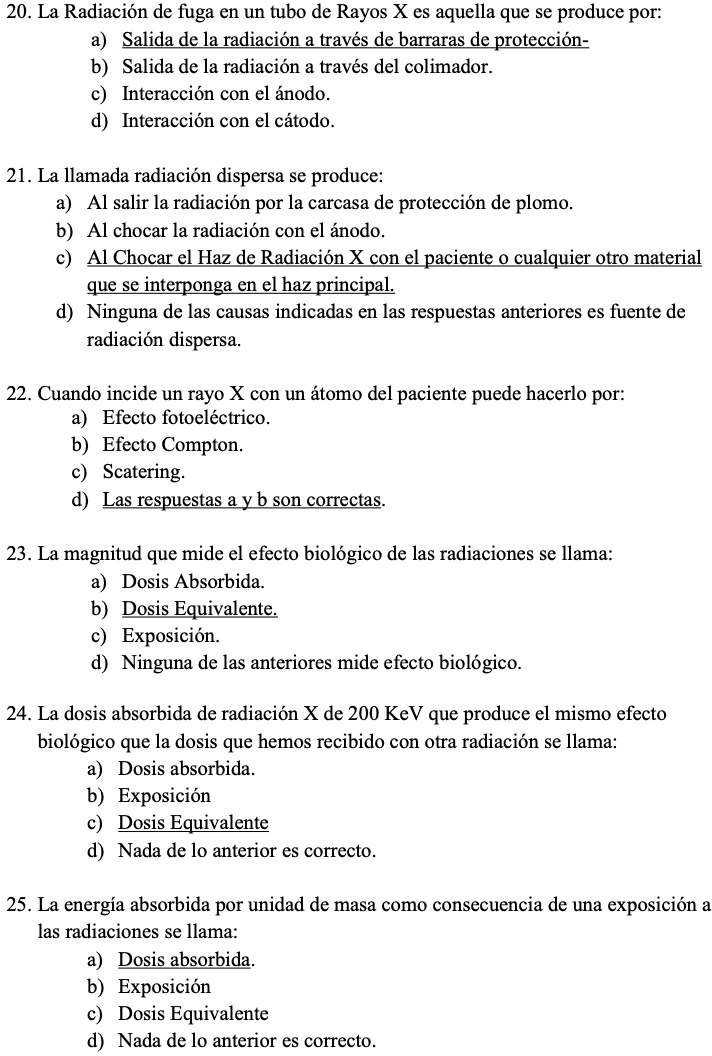 20. La Radiación de fuga en un tubo de Rayos X es aquella que se produce por:
a) Salida de la radiación a través de barraras de protección-
b) Salida de la radiación a través del colimador.
c) Interacción con el ánodo.
d) Interacción con el cátodo.
21. La llamada radiación dispersa se produce:
a) Al salir la radiación por la carcasa de protección de plomo.
b) Al chocar la radiación con el ánodo.
c) Al Chocar el Haz de Radiación X con el paciente o cualquier otro material
que se interponga en el haz principal.
d) Ninguna de las causas indicadas en las respuestas anteriores es fuente de
radiación dispersa.
22. Cuando incide un rayo X con un átomo del paciente puede hacerlo por:
a) Efecto fotoeléctrico.
b) Efecto Compton.
c) Scatering.
d) Las respuestas a y b son correctas.
23. La magnitud que mide el efecto biológico de las radiaciones se llama:
a) Dosis Absorbida.
b) Dosis Equivalente.
c) Exposición.
d) Ninguna de las anteriores mide efecto biológico.
24. La dosis absorbida de radiación X de 200 KeV que produce el mismo efecto
biológico que la dosis que hemos recibido con otra radiación se llama:
a) Dosis absorbida.
b) Exposición
c) Dosis Equivalente
d) Nada de lo anterior es correcto.
25. La energía absorbida por unidad de masa como consecuencia de una exposición a
las radiaciones se llama:
a) Dosis absorbida.
b) Exposición
c) Dosis Equivalente
d) Nada de lo anterior es correcto.